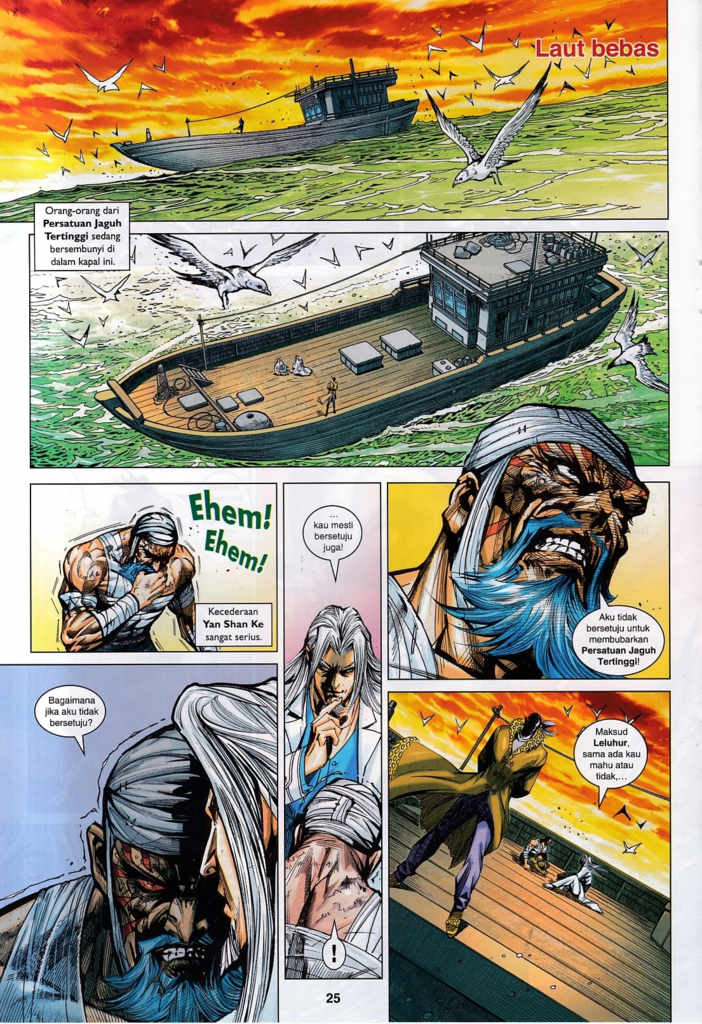 Laut bebas
Orang-orang dari
Persatuan Jaguh
Tertinggi sedang
bersembunyi di
dalam kapal ini.
Ehem!
Ehem!
Kecederaan
Yan Shan Ke
sangat serius.
Aku tidak
bersetuju untuk
membubarkan
Persatuan Jaguh
Tertinggi!
Maksud
Leluhur,
sama ada kau
mahu atau
tidak,...
...
kau mesti
bersetuju
juga!
!
Bagaimana
jika aku tidak
bersetuju?
25